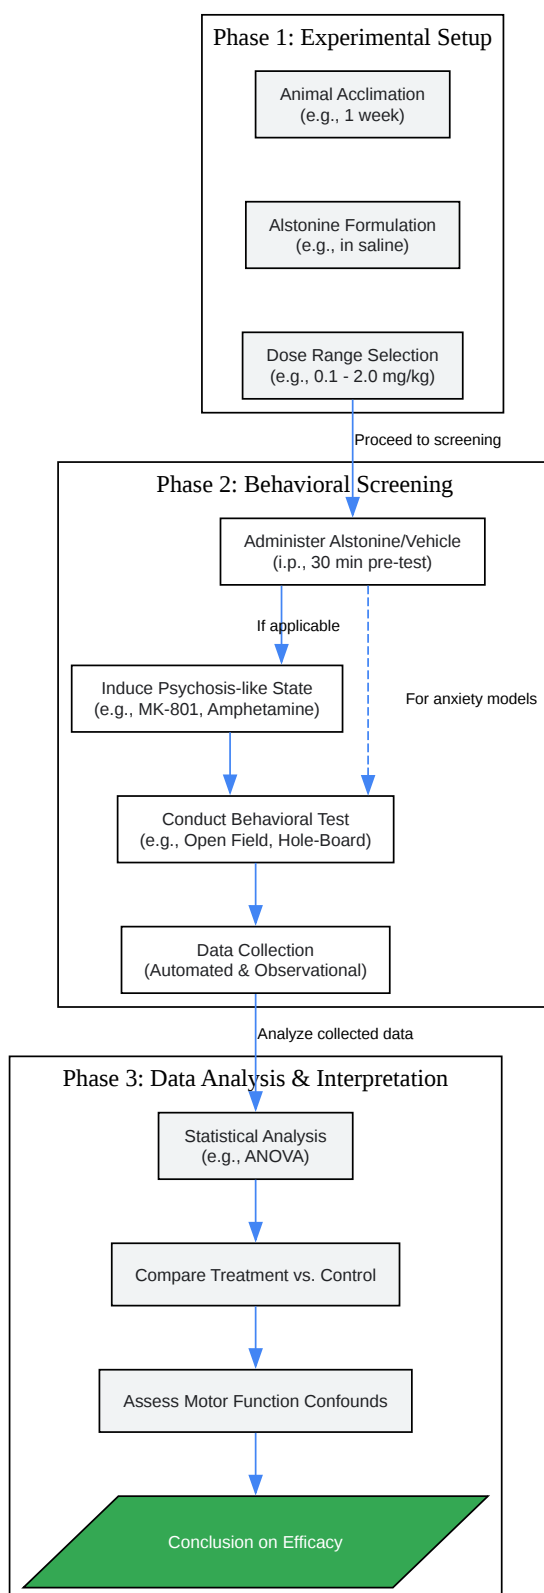 Phase 1: Experimental Setup
Animal Acclimation
(e.g., 1 week)
Alstonine Formulation
(e.g., in saline)
Dose Range Selection
(e.g., 0.1 - 2.0 mg/kg)
Proceed to screening
Phase 2: Behavioral Screening
Administer Alstonine/Vehicle
(i.p., 30 min pre-test)
If applicable
Induce Psychosis-like State
(e.g., MK-801, Amphetamine)
For anxiety models
Conduct Behavioral Test
(e.g., Open Field, Hole-Board)
Data Collection
(Automated & Observational)
Analyze collected data
Phase 3: Data Analysis & Interpretation
Statistical Analysis
(e.g., ANOVA)
Compare Treatment vs. Control
Assess Motor Function Confounds
Conclusion on Efficacy